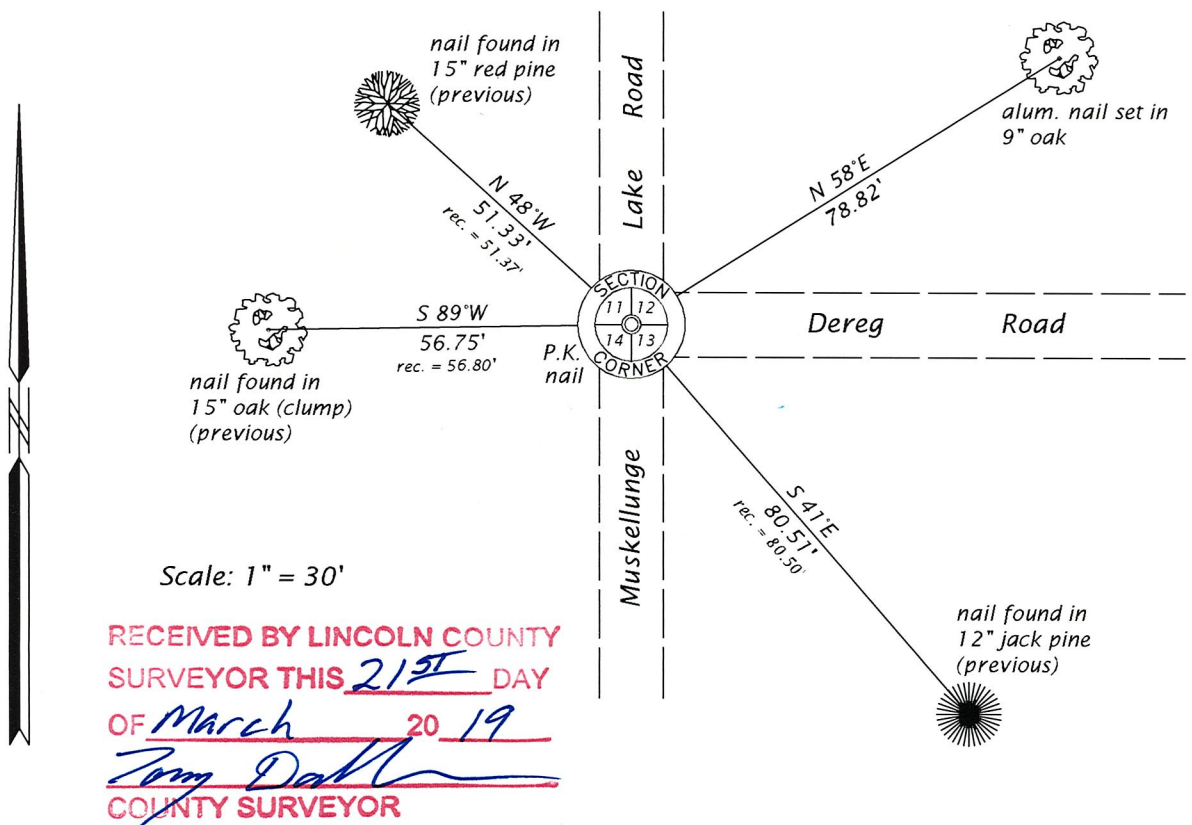 nail found in
15" red pine
(previous)
Muskellunge Lake Road
alum. nail set in
9" oak
N 48°W
51.33'
rec. = 51.37'
N 58°E
78.82'
S 89°W
56.75'
rec. = 56.80'
SECTION
11 12
14 13
CORNER
P.K.
nail
Dereg Road
nail found in
15" oak (clump)
(previous)
S 41°E
80.51'
rec. = 80.50'
nail found in
12" jack pine
(previous)
Scale: 1" = 30'
RECEIVED BY LINCOLN COUNTY
SURVEYOR THIS 21ST DAY
OF March 20 19
Tony
COUNTY SURVEYOR